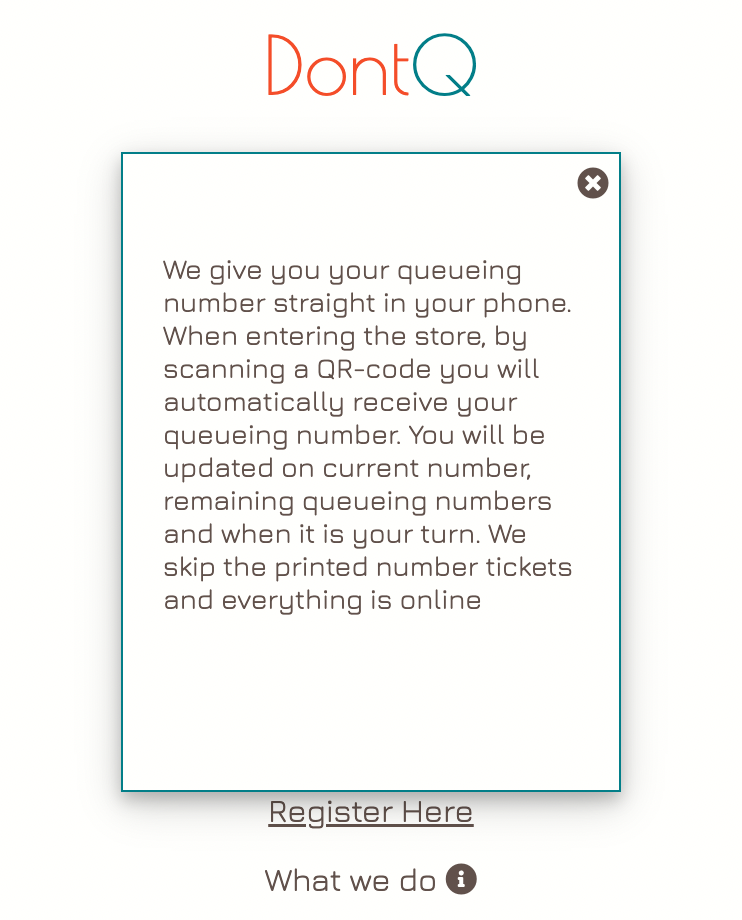 DontQ
We give you your queueing
number straight in your phone.
When entering the store, by
scanning a QR-code you will
automatically receive your
queueing number. You will be
updated on current number,
remaining queueing numbers
and when it is your turn. We
skip the printed number tickets
and everything is online
Register Here
What we do